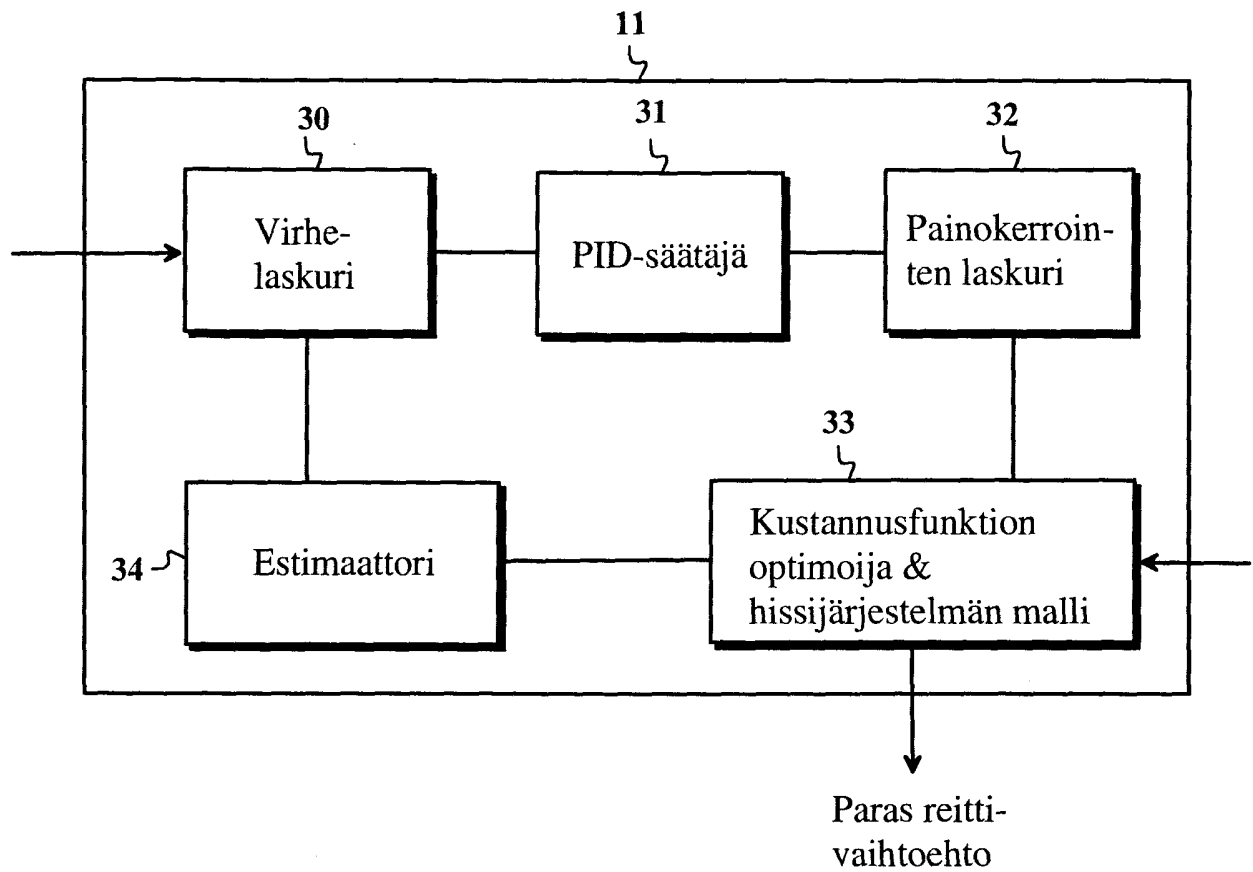 11
30
31
32
Virhe-
laskuri
PID-säätäjä
Painokerroin-
ten laskuri
33
34
Estimaattori
Kustannusfunktion
optimoija &
hissijärjestelmän malli
Paras reitti-
vaihtoehto